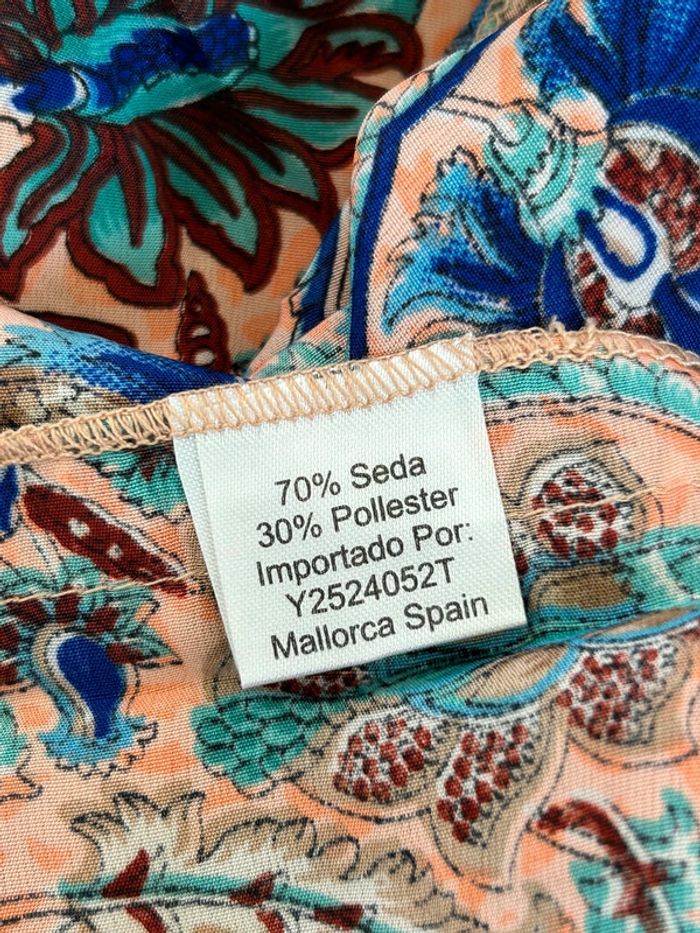 70% Seda
30% Pollester
Importado Por:
Y2524052T
Mallorca Spain